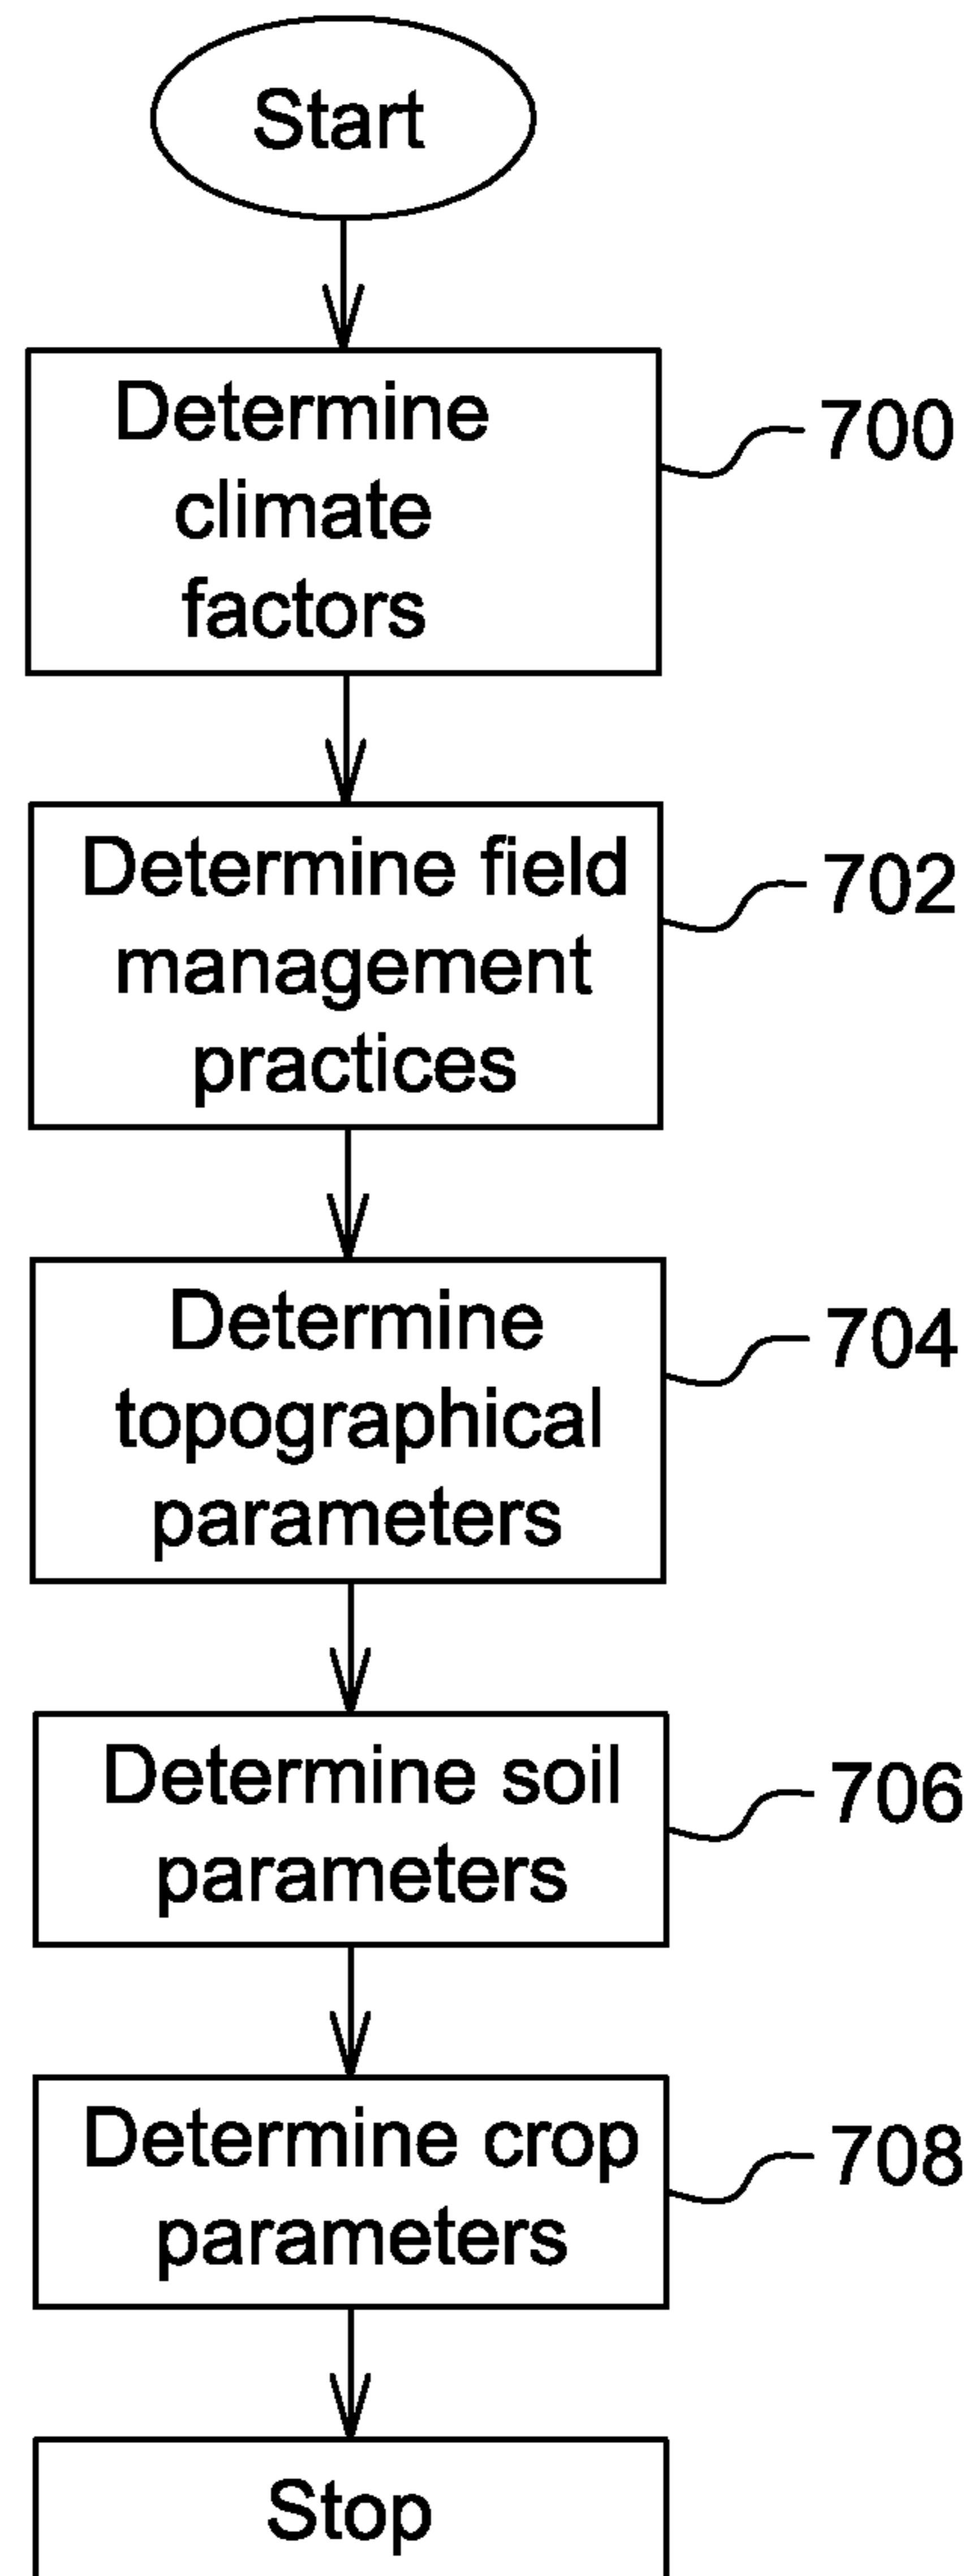 Start
Determine
climate
factors
700
Determine field
management
practices
702
Determine
topographical
parameters
704
Determine soil
parameters
706
Determine crop
parameters
708
Stop